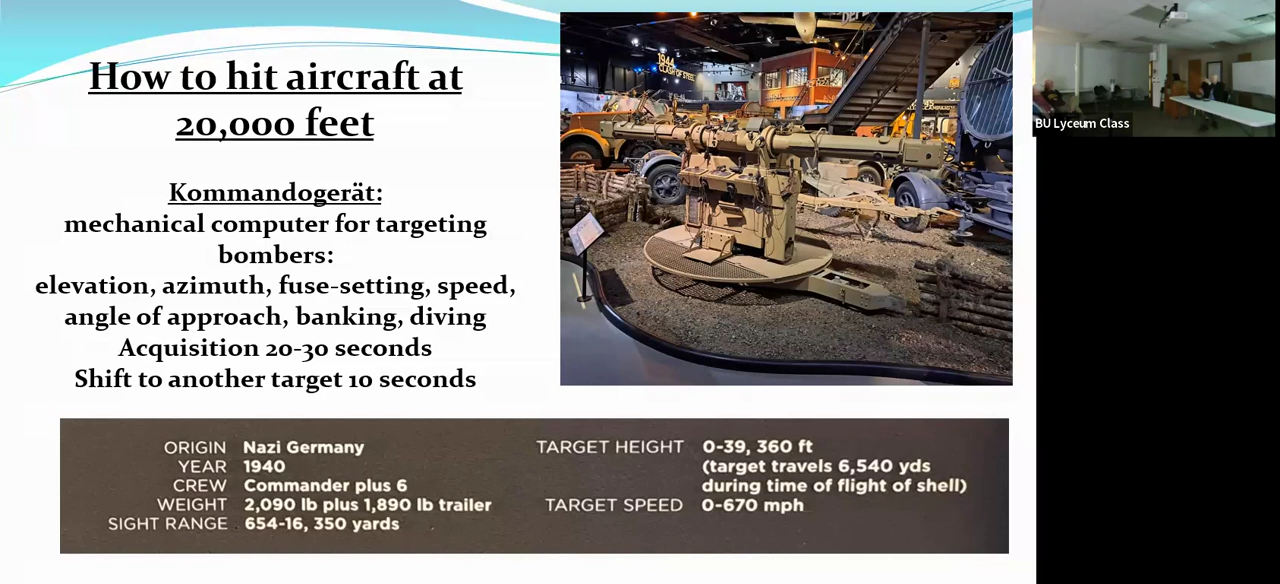 How to hit aircraft at
20,000 feet
Kommandogerät:
mechanical computer for targeting
bombers:
elevation, azimuth, fuse-setting, speed,
angle of approach, banking, diving
Acquisition 20-30 seconds
Shift to another target 10 seconds
1944
CLASH OF STEEL
BU Lyceum Class
ORIGIN Nazi Germany
YEAR 1940
CREW Commander plus 6
WEIGHT 2,090 lb plus 1,890 lb trailer
SIGHT RANGE 654-16, 350 yards
TARGET HEIGHT 0-39, 360 ft
(target travels 6,540 yds
during time of flight of shell)
TARGET SPEED 0-670 mph